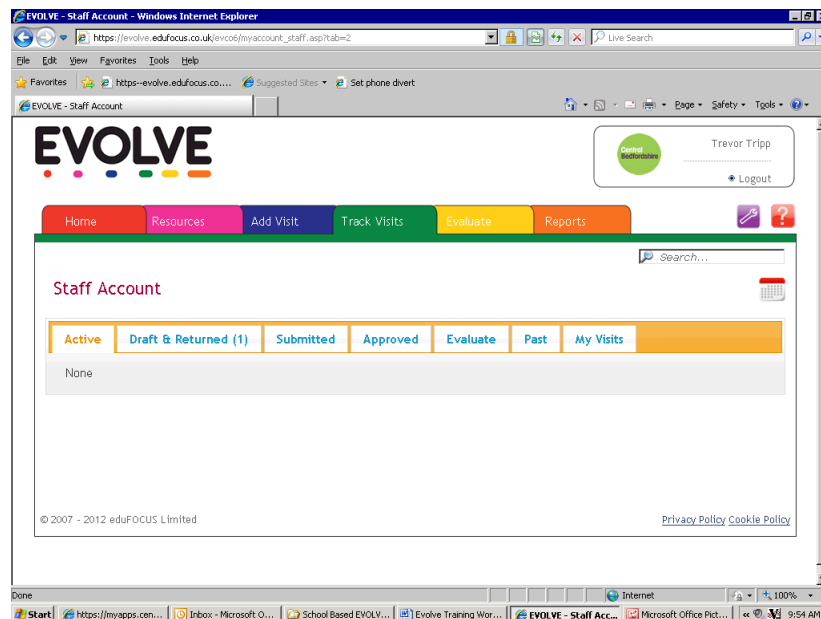 EVOLVE - Staff Account - Windows Internet Explorer
https://evolve.edufocus.co.uk/evco6/myaccount_staff.asp?tab=2 Live Search
File Edit View Favorites Tools Help
Favorites https--evolve.edufocus.co.... Suggested Sites Set phone divert
EVOLVE - Staff Account Page Safety Tools
EVOLVE
Central Bedfordshire
Trevor Tripp
Logout
Home Resources Add Visit Track Visits Evaluate Reports ?
Search...
Staff Account
Active Draft & Returned (1) Submitted Approved Evaluate Past My Visits
None
© 2007 - 2012 eduFOCUS Limited Privacy Policy Cookie Policy
Done Internet 100%
Start https://myapps.cen... Inbox - Microsoft O... School Based EVOLV... Evolve Training Wor... EVOLVE - Staff Acc... Microsoft Office Pict... « 9:54 AM